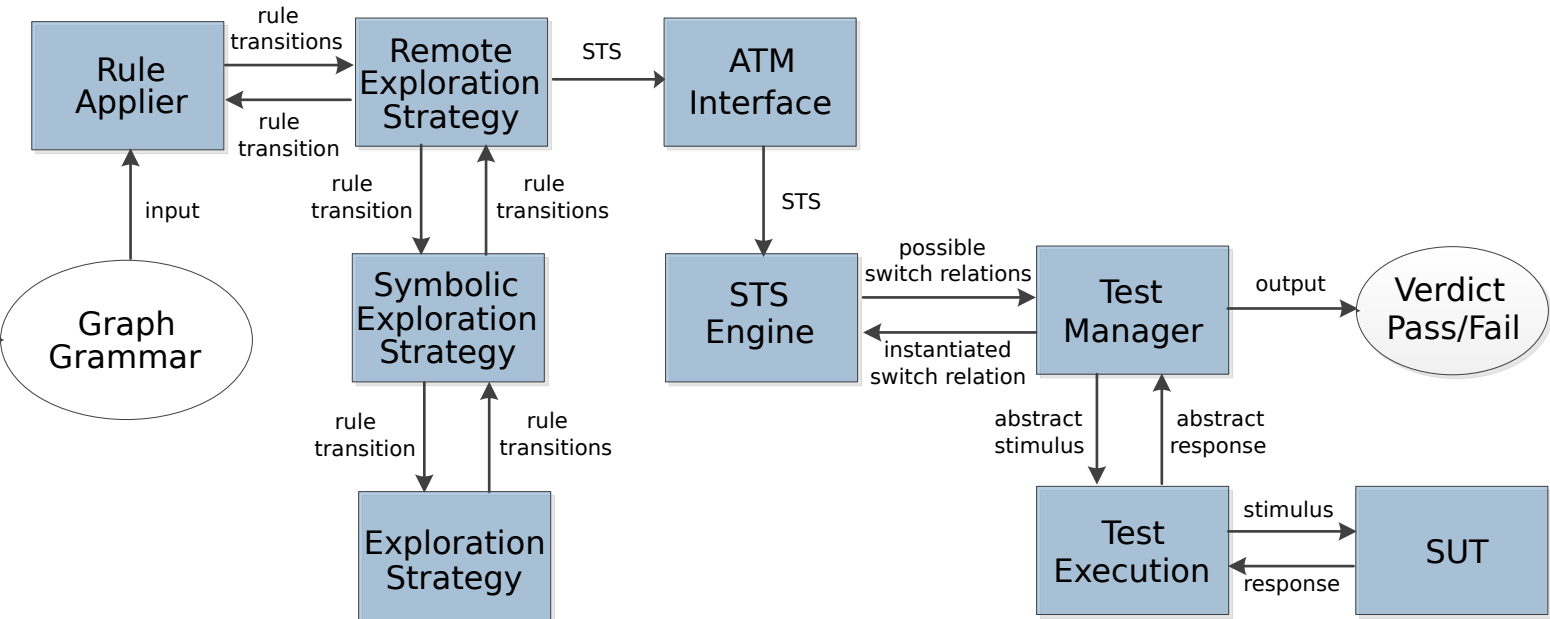 rule
transitions
Rule
Applier
rule
transition
Remote
Exploration
Strategy
STS
ATM
Interface
input
rule
transition
rule
transitions
STS
Graph
Grammar
Symbolic
Exploration
Strategy
STS
Engine
possible
switch relations
instantiated
switch relation
Test
Manager
output
Verdict
Pass/Fail
rule
transition
rule
transitions
abstract
stimulus
abstract
response
Exploration
Strategy
Test
Execution
stimulus
response
SUT